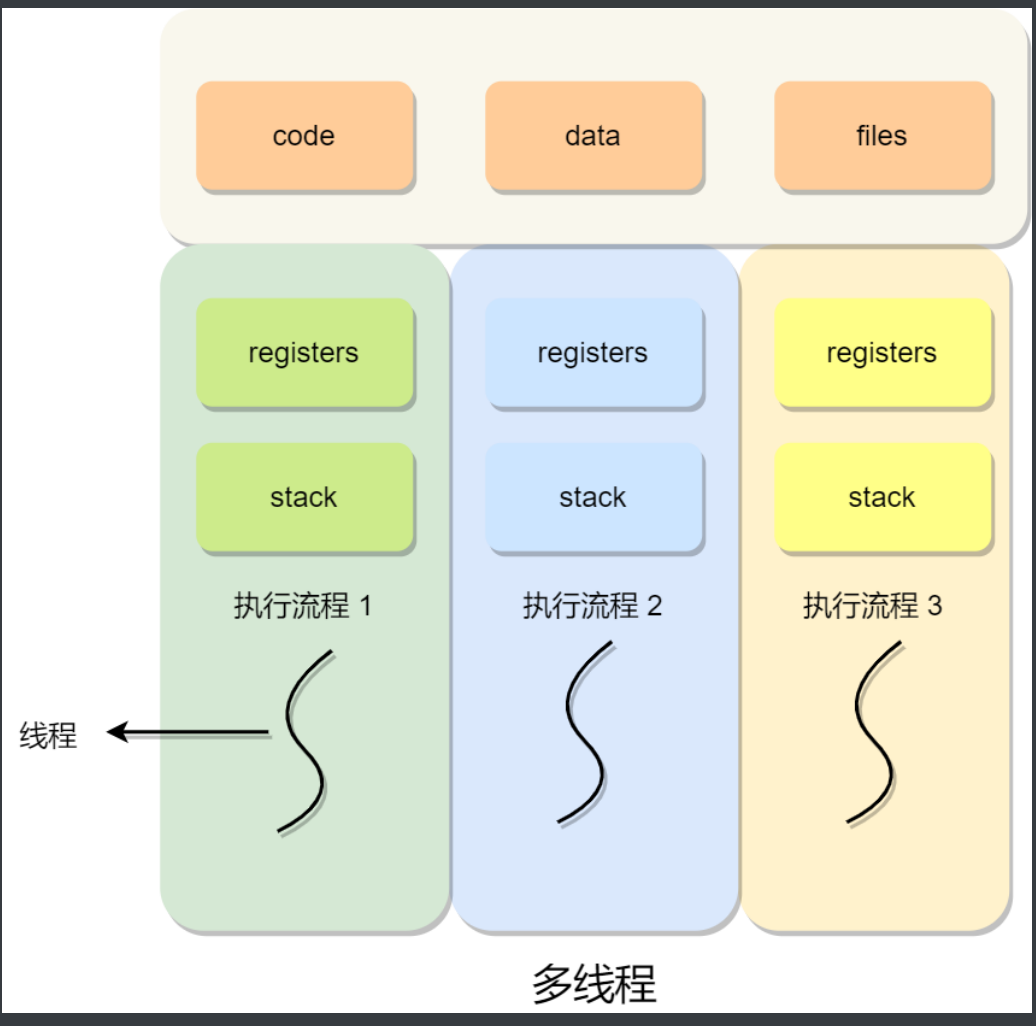 code data files
registers registers registers
stack stack stack
执行流程 1 执行流程 2 执行流程 3
线程
多线程